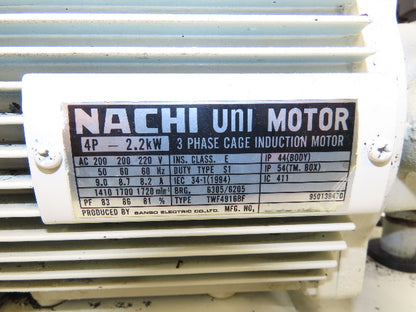 NACHI UNI MOTOR
4P — 2.2kW 3 PHASE CAGE INDUCTION MOTOR
AC 200 200 220 V INS. CLASS. E IP 44(BODY)
50 60 60 Hz DUTY TYPE S1 IP 54(TM. BOX)
9.0 8.7 8.2 A IEC 34-1(1994) IC 411
1410 1700 1720 min⁻¹ BRG. 6305/6205
PF 83 86 81 % TYPE TWF4916BF 950139470
PRODUCED BY SANSO ELECTRIC CO.,LTD. MFG. NO.